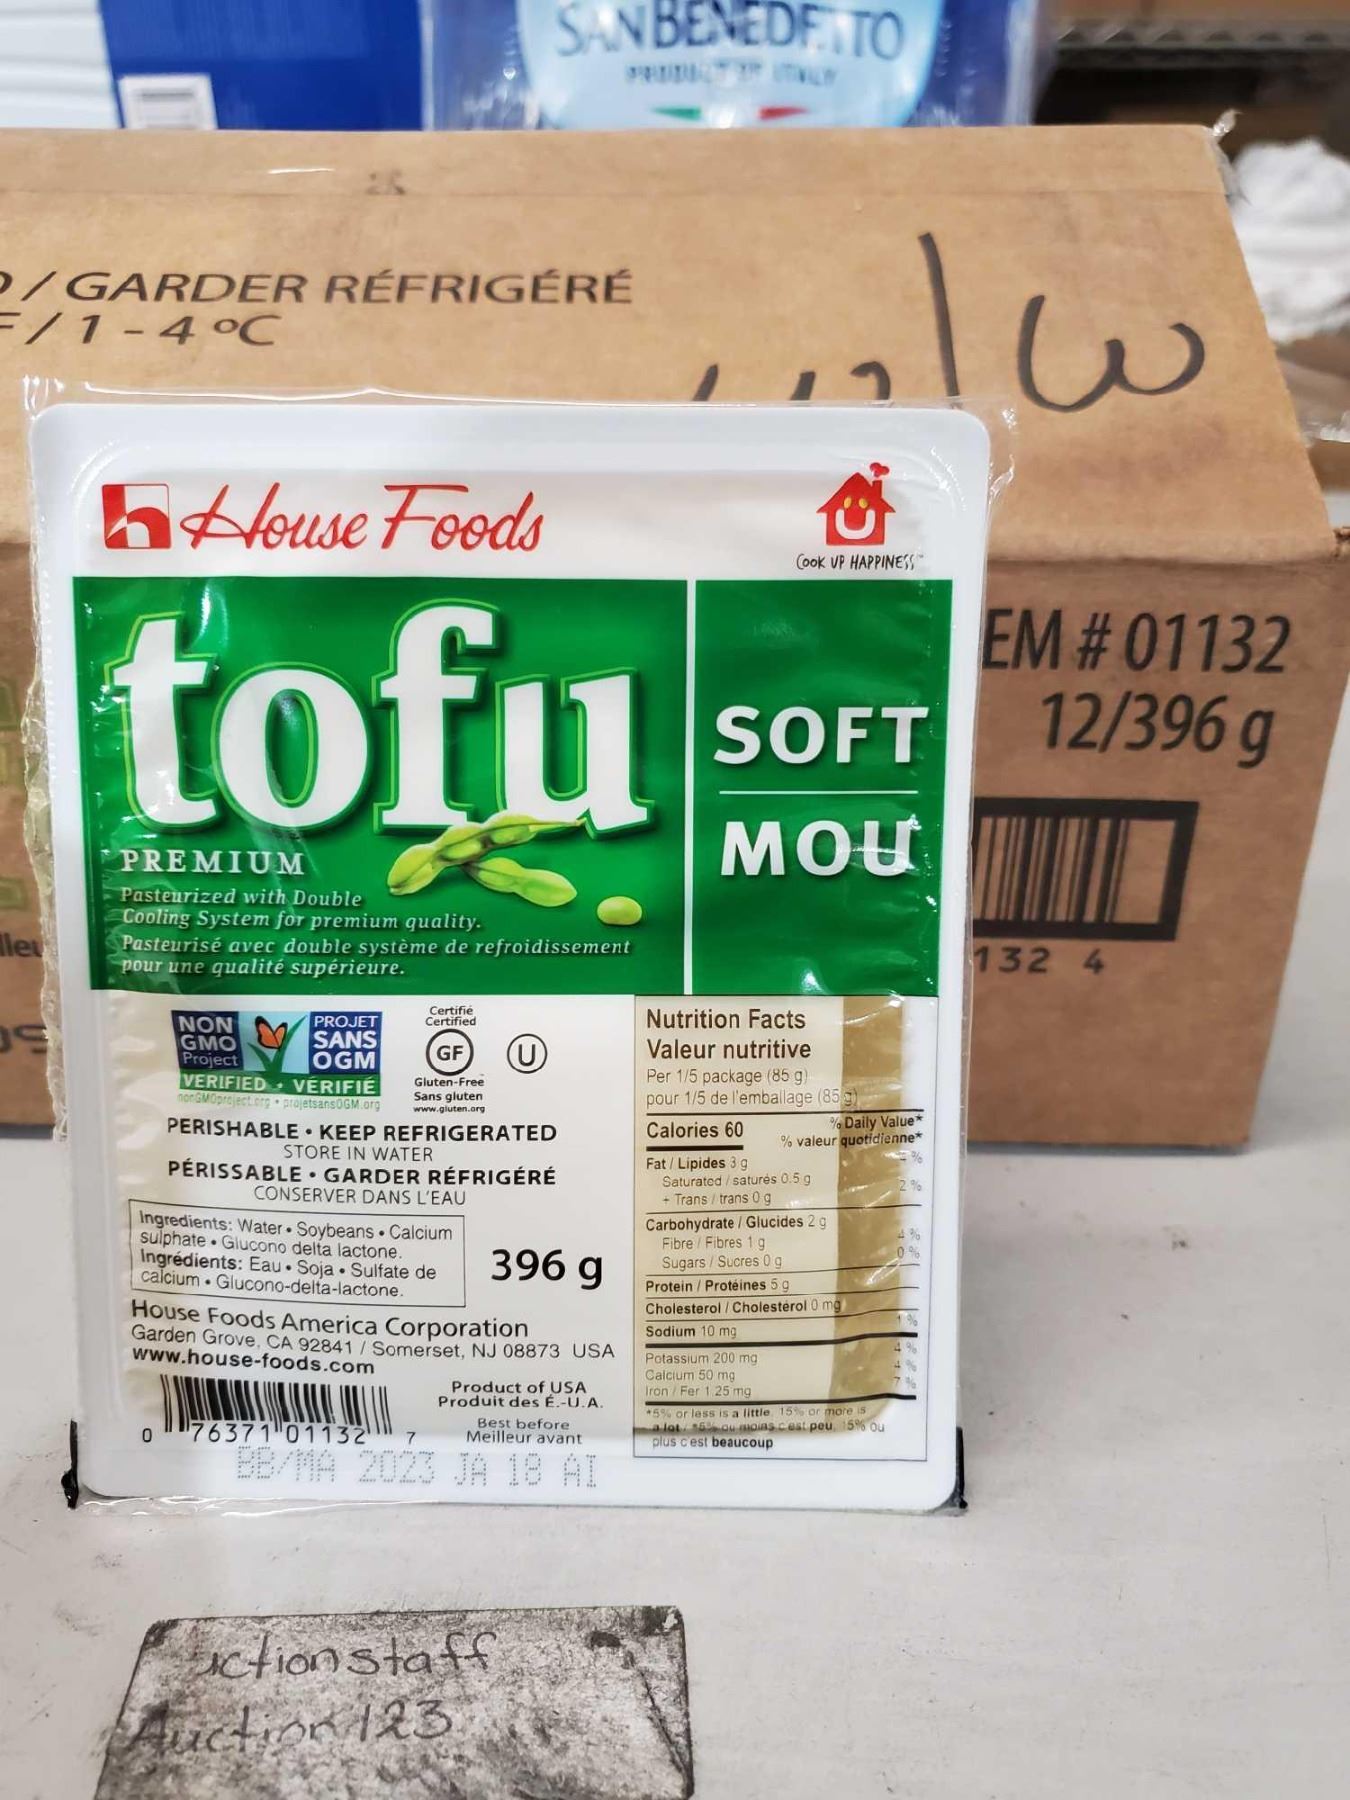 SAN BENEDETTO
PRODUCT OF ITALY
/ GARDER RÉFRIGÉRÉ
/ 1 - 4 °C
House Foods
COOK UP HAPPINESS™
tofu
SOFT
MOU
PREMIUM
Pasteurized with Double
Cooling System for premium quality.
Pasteurisé avec double système de refroidissement
pour une qualité supérieure.
EM # 01132
12/396 g
132 4
NON
GMO
Project
PROJET
SANS
OGM
VERIFIED • VÉRIFIÉ
nonGMOproject.org • projetsansOGM.org
Certifié
Certified
GF
Gluten-Free
Sans gluten
www.gluten.org
U
PERISHABLE • KEEP REFRIGERATED
STORE IN WATER
PÉRISSABLE • GARDER RÉFRIGÉRÉ
CONSERVER DANS L'EAU
Ingredients: Water • Soybeans • Calcium
sulphate • Glucono delta lactone.
Ingrédients: Eau • Soja • Sulfate de
calcium • Glucono-delta-lactone.
396 g
House Foods America Corporation
Garden Grove, CA 92841 / Somerset, NJ 08873 USA
www.house-foods.com
Product of USA
Produit des É.-U.A.
Best before
Meilleur avant
0 76371 01132 7
BB/MA 2023 JA 18 AI
Nutrition Facts
Valeur nutritive
Per 1/5 package (85 g)
pour 1/5 de l'emballage (85 g)
Calories 60
% Daily Value*
% valeur quotidienne*
Fat / Lipides 3 g 4 %
Saturated / saturés 0.5 g
+ Trans / trans 0 g 2 %
Carbohydrate / Glucides 2 g
Fibre / Fibres 1 g 4 %
Sugars / Sucres 0 g 0 %
Protein / Protéines 5 g
Cholesterol / Cholestérol 0 mg
Sodium 10 mg 1 %
Potassium 200 mg 4 %
Calcium 50 mg 4 %
Iron / Fer 1.25 mg 7 %
*5% or less is a little, 15% or more is
a lot / *5% ou moins c'est peu, 15% ou
plus c'est beaucoup
uctionstaff
Auction123